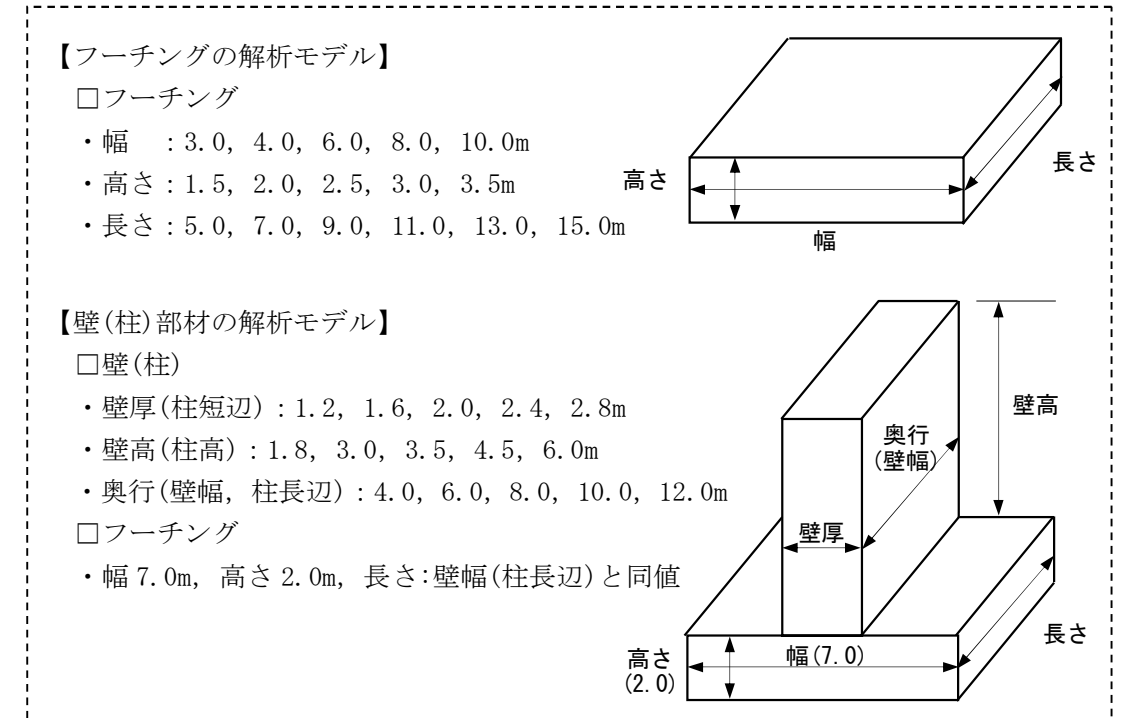 【フーチングの解析モデル】
□フーチング
・幅 :3.0, 4.0, 6.0, 8.0, 10.0m
・高さ:1.5, 2.0, 2.5, 3.0, 3.5m
・長さ:5.0, 7.0, 9.0, 11.0, 13.0, 15.0m
高さ
幅
長さ
【壁(柱)部材の解析モデル】
□壁(柱)
・壁厚(柱短辺):1.2, 1.6, 2.0, 2.4, 2.8m
・壁高(柱高):1.8, 3.0, 3.5, 4.5, 6.0m
・奥行(壁幅, 柱長辺):4.0, 6.0, 8.0, 10.0, 12.0m
□フーチング
・幅 7.0m, 高さ 2.0m, 長さ:壁幅(柱長辺)と同値
壁高
奥行
(壁幅)
壁厚
長さ
幅(7.0)
高さ
(2.0)